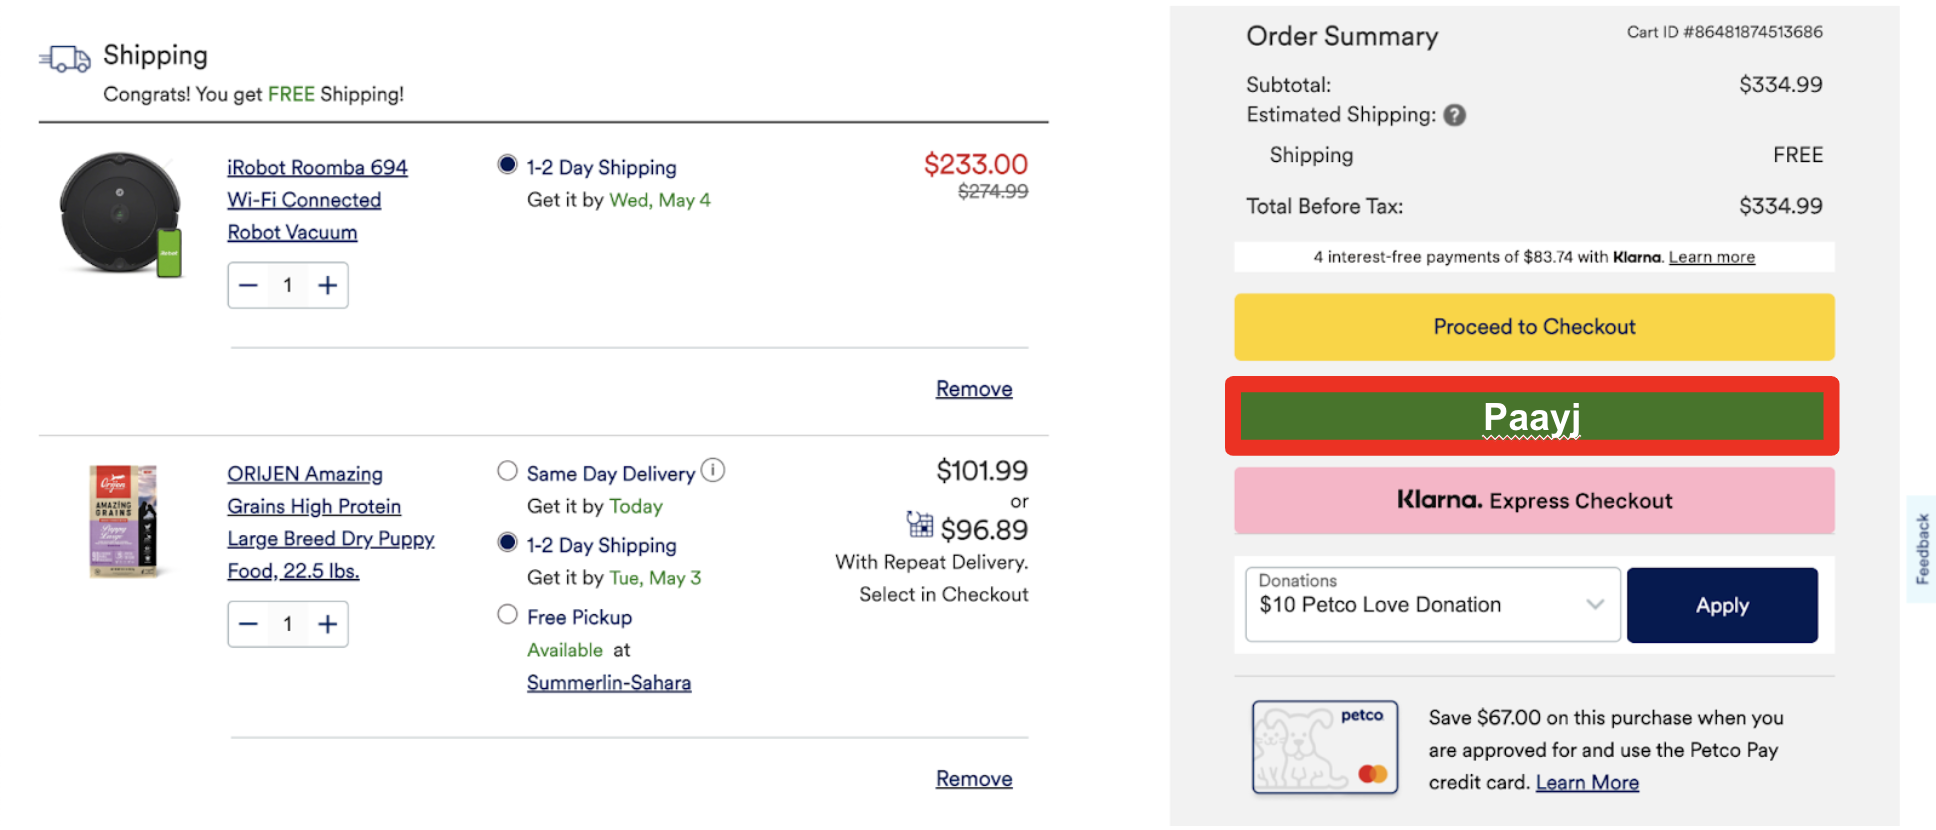 Shipping
Congrats! You get FREE Shipping!
iRobot Roomba 694
Wi-Fi Connected
Robot Vacuum
1
1-2 Day Shipping
Get it by Wed, May 4
$233.00
$274.99
Remove
Orijen
AMAZING
GRAINS
ORIJEN Amazing
Grains High Protein
Large Breed Dry Puppy
Food, 22.5 lbs.
1
Same Day Delivery
Get it by Today
1-2 Day Shipping
Get it by Tue, May 3
Free Pickup
Available at
Summerlin-Sahara
$101.99
or
$96.89
With Repeat Delivery.
Select in Checkout
Remove
Order Summary
Cart ID #86481874513686
Subtotal: $334.99
Estimated Shipping: ?
Shipping FREE
Total Before Tax: $334.99
4 interest-free payments of $83.74 with Klarna. Learn more
Proceed to Checkout
Paayj
Klarna. Express Checkout
Donations
$10 Petco Love Donation
Apply
petco
Save $67.00 on this purchase when you
are approved for and use the Petco Pay
credit card. Learn More
Feedback